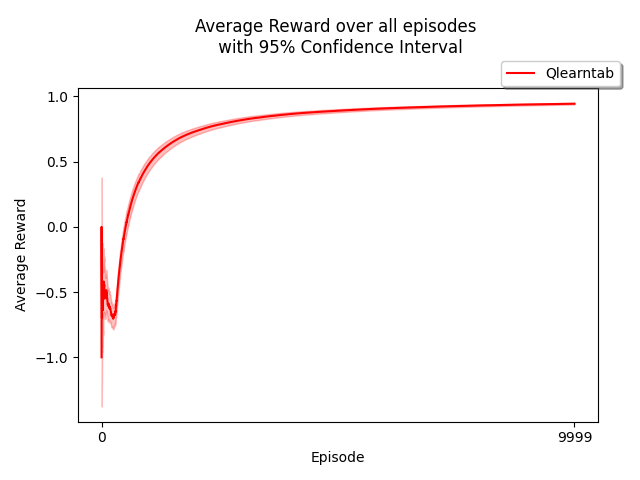 Average Reward over all episodes
with 95% Confidence Interval
Qlearntab
1.0
0.5
0.0
−0.5
−1.0
Average Reward
0
9999
Episode